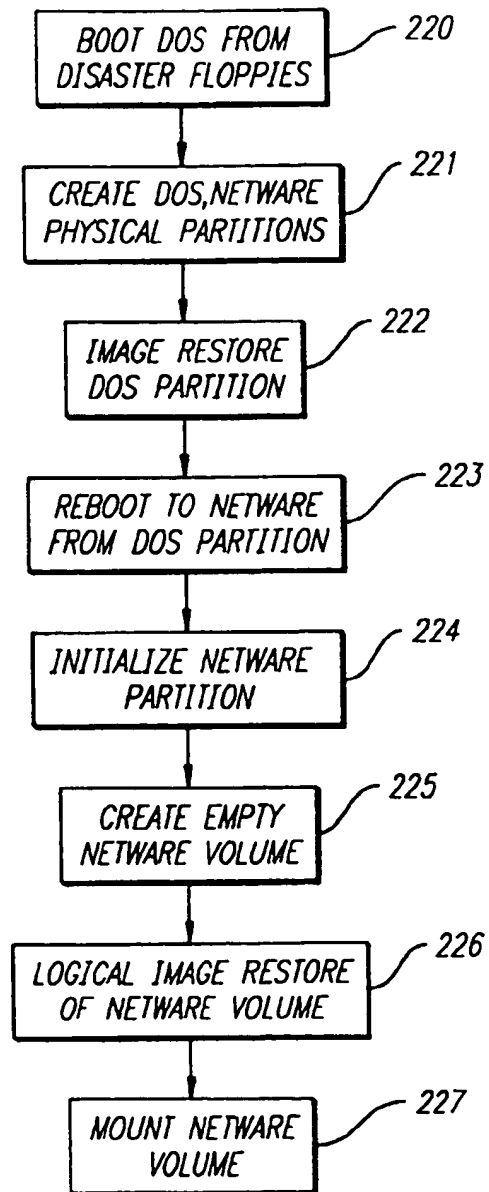 BOOT DOS FROM
DISASTER FLOPPIES
220
CREATE DOS,NETWARE
PHYSICAL PARTITIONS
221
IMAGE RESTORE
DOS PARTITION
222
REBOOT TO NETWARE
FROM DOS PARTITION
223
INITIALIZE NETWARE
PARTITION
224
CREATE EMPTY
NETWARE VOLUME
225
LOGICAL IMAGE RESTORE
OF NETWARE VOLUME
226
MOUNT NETWARE
VOLUME
227